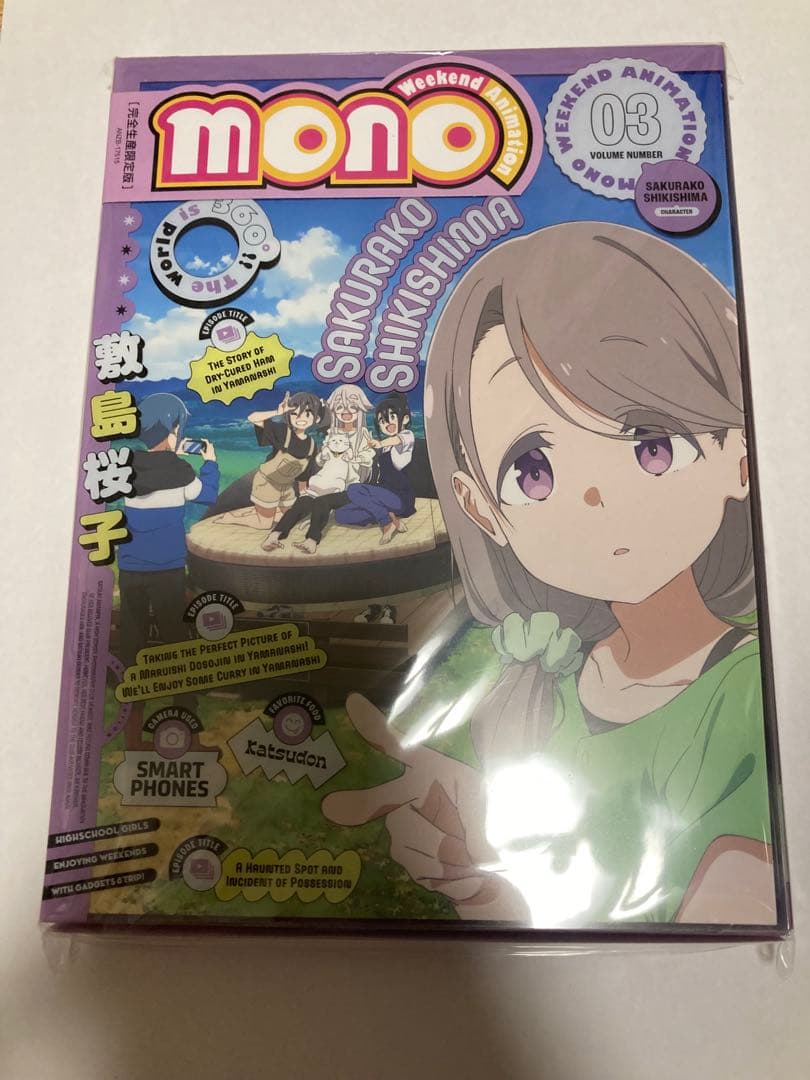 mono
Weekend Animation
[完全生産限定版]
ANZB-17515
MONO WEEKEND ANIMATION
03
VOLUME NUMBER
SAKURAKO
SHIKISHIMA
CHARACTER
360°!! The world is
SAKURAKO
SHIKISHIMA
EPISODE TITLE
THE STORY OF
DRY-CURED HAM
IN YAMANASHI
敷島桜子
EPISODE TITLE
TAKING THE PERFECT PICTURE OF
A MARUISHI DOSOJIN IN YAMANASHI!
WE'LL ENJOY SOME CURRY IN YAMANASHI
CAMERA USED
SMART
PHONES
FAVORITE FOOD
Katsudon
HIGHSCHOOL GIRLS
ENJOYING WEEKENDS
WITH GADGETS & TRIP!
EPISODE TITLE
A HAUNTED SPOT AND
INCIDENT OF POSSESSION